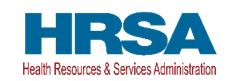 HRSA
Health Resources & Services Administration